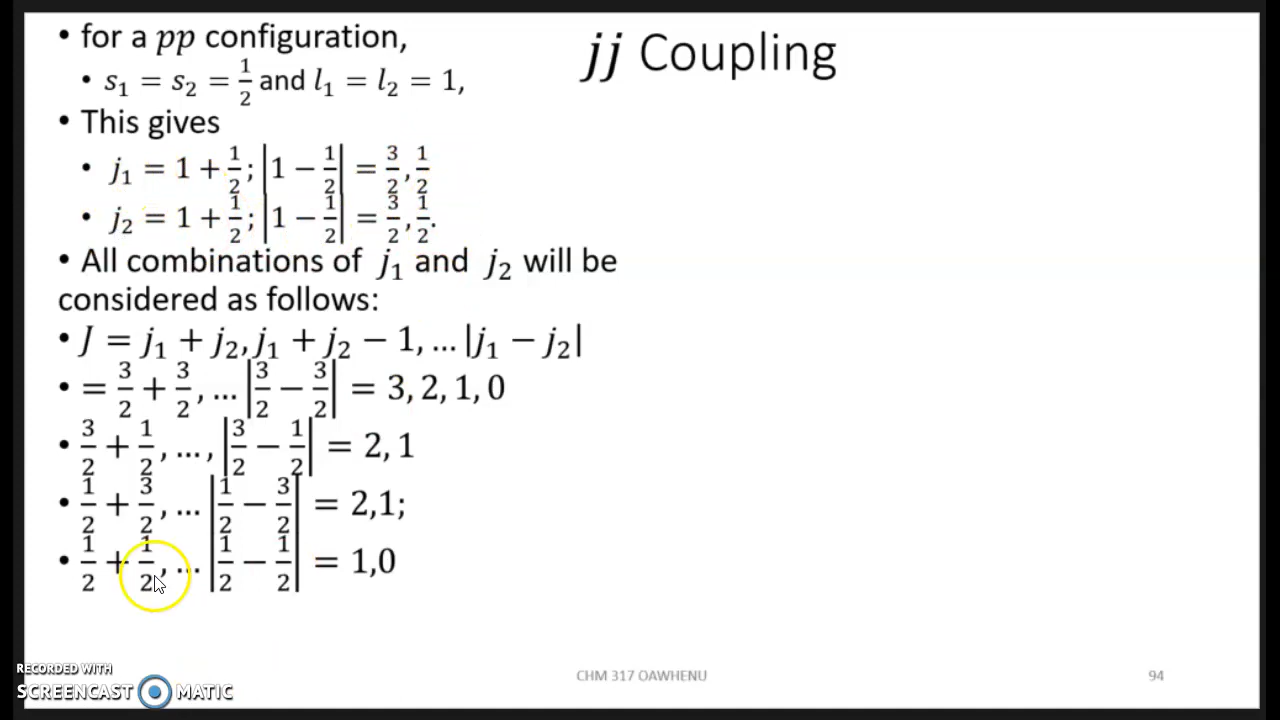 jj Coupling
• for a pp configuration,
• s₁ = s₂ = 1/2 and l₁ = l₂ = 1,
• This gives
• j₁ = 1 + 1/2; |1 − 1/2| = 3/2, 1/2
• j₂ = 1 + 1/2; |1 − 1/2| = 3/2, 1/2.
• All combinations of j₁ and j₂ will be
considered as follows:
• J = j₁ + j₂, j₁ + j₂ − 1, … |j₁ − j₂|
• = 3/2 + 3/2, … |3/2 − 3/2| = 3, 2, 1, 0
• 3/2 + 1/2, …, |3/2 − 1/2| = 2, 1
• 1/2 + 3/2, … |1/2 − 3/2| = 2,1;
• 1/2 + 1/2, … |1/2 − 1/2| = 1,0
RECORDED WITH
SCREENCAST MATIC
CHM 317 OAWHENU
94